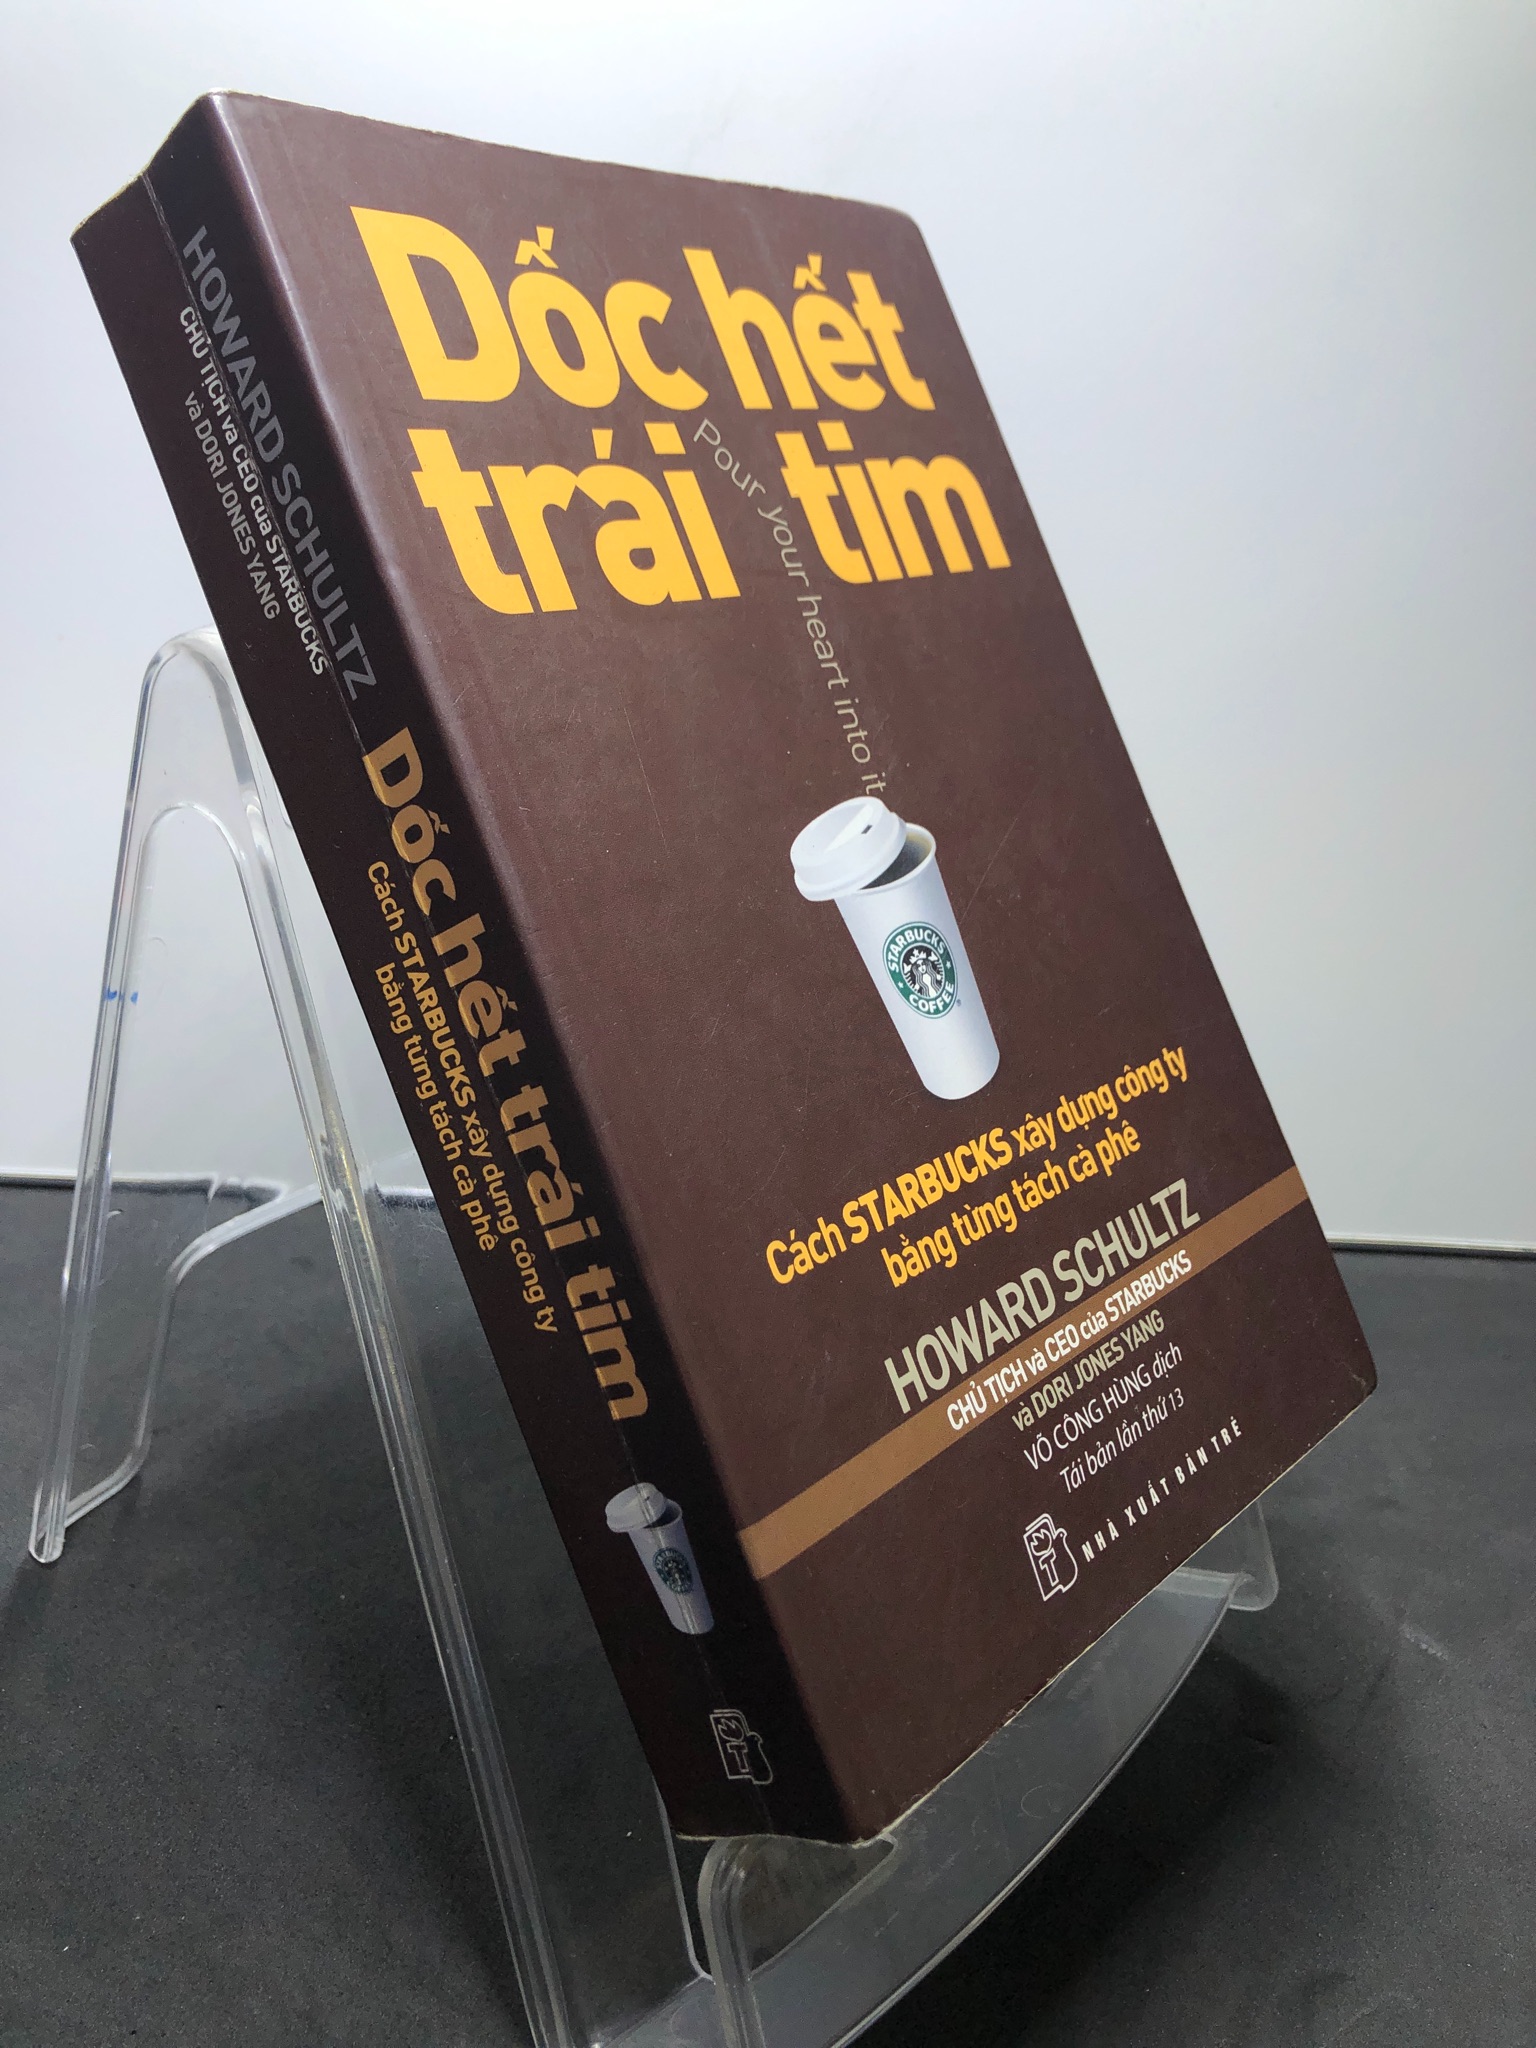 HOWARD SCHULTZ
CHỦ TỊCH và CEO của STARBUCKS
và DORI JONES YANG
Dốc hết trái tim
Cách STARBUCKS xây dựng công ty
bằng từng tách cà phê
Dốc hết
trái tim
Pour your heart into it
STARBUCKS
COFFEE
Cách STARBUCKS xây dựng công ty
bằng từng tách cà phê
HOWARD SCHULTZ
CHỦ TỊCH và CEO của STARBUCKS
và DORI JONES YANG
VÕ CÔNG HÙNG dịch
Tái bản lần thứ 13
NHÀ XUẤT BẢN TRẺ